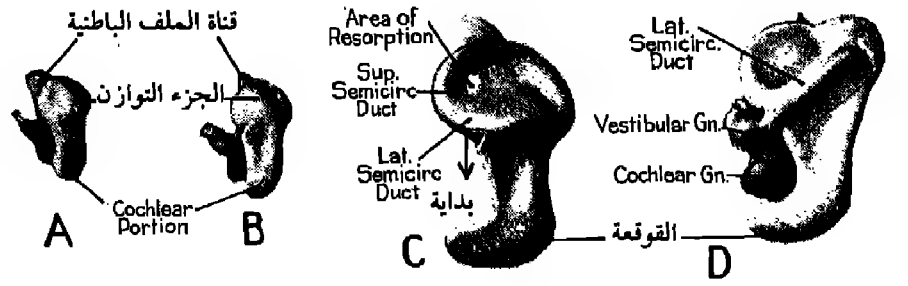 قناة الملف الباطنية
الجزء التوازن
Cochlear
Portion
A
B
Area of
Resorption
Sup.
Semicirc
Duct
Lat.
Semicirc
Duct
بداية
C
القوقعة
Lat.
Semicirc.
Duct
Vestibular Gn.
Cochlear Gn.
D